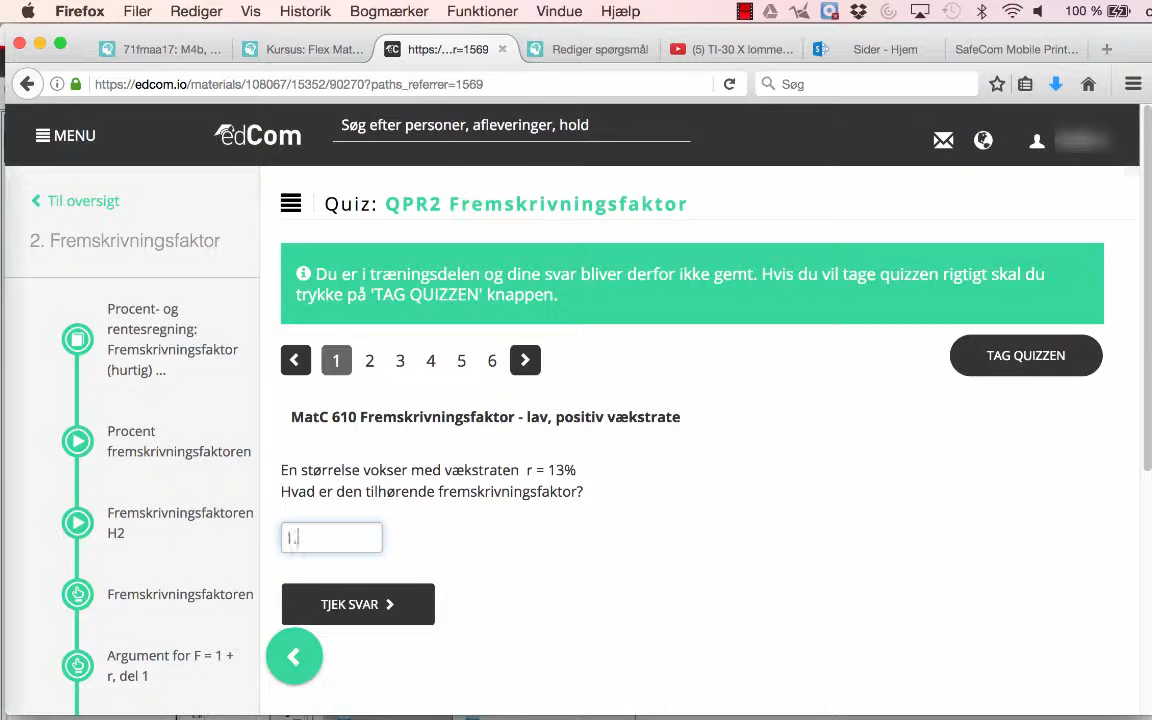 Firefox Filer Rediger Vis Historik Bogmærker Funktioner Vindue Hjælp 100 %
71fmaa17: M4b, ... Kursus: Flex Mat... https:/...r=1569 Rediger spørgsmål (5) TI-30 X lomme... Sider - Hjem SafeCom Mobile Print...
https://edcom.io/materials/108067/15352/90270?paths_referrer=1569 Søg
MENU edCom Søg efter personer, afleveringer, hold
Til oversigt
2. Fremskrivningsfaktor
Procent- og
rentesregning:
Fremskrivningsfaktor
(hurtig) ...
Procent
fremskrivningsfaktoren
Fremskrivningsfaktoren
H2
Fremskrivningsfaktoren
Argument for F = 1 +
r, del 1
Quiz: QPR2 Fremskrivningsfaktor
Du er i træningsdelen og dine svar bliver derfor ikke gemt. Hvis du vil tage quizzen rigtigt skal du
trykke på 'TAG QUIZZEN' knappen.
1 2 3 4 5 6
TAG QUIZZEN
MatC 610 Fremskrivningsfaktor - lav, positiv vækstrate
En størrelse vokser med vækstraten r = 13%
Hvad er den tilhørende fremskrivningsfaktor?
TJEK SVAR